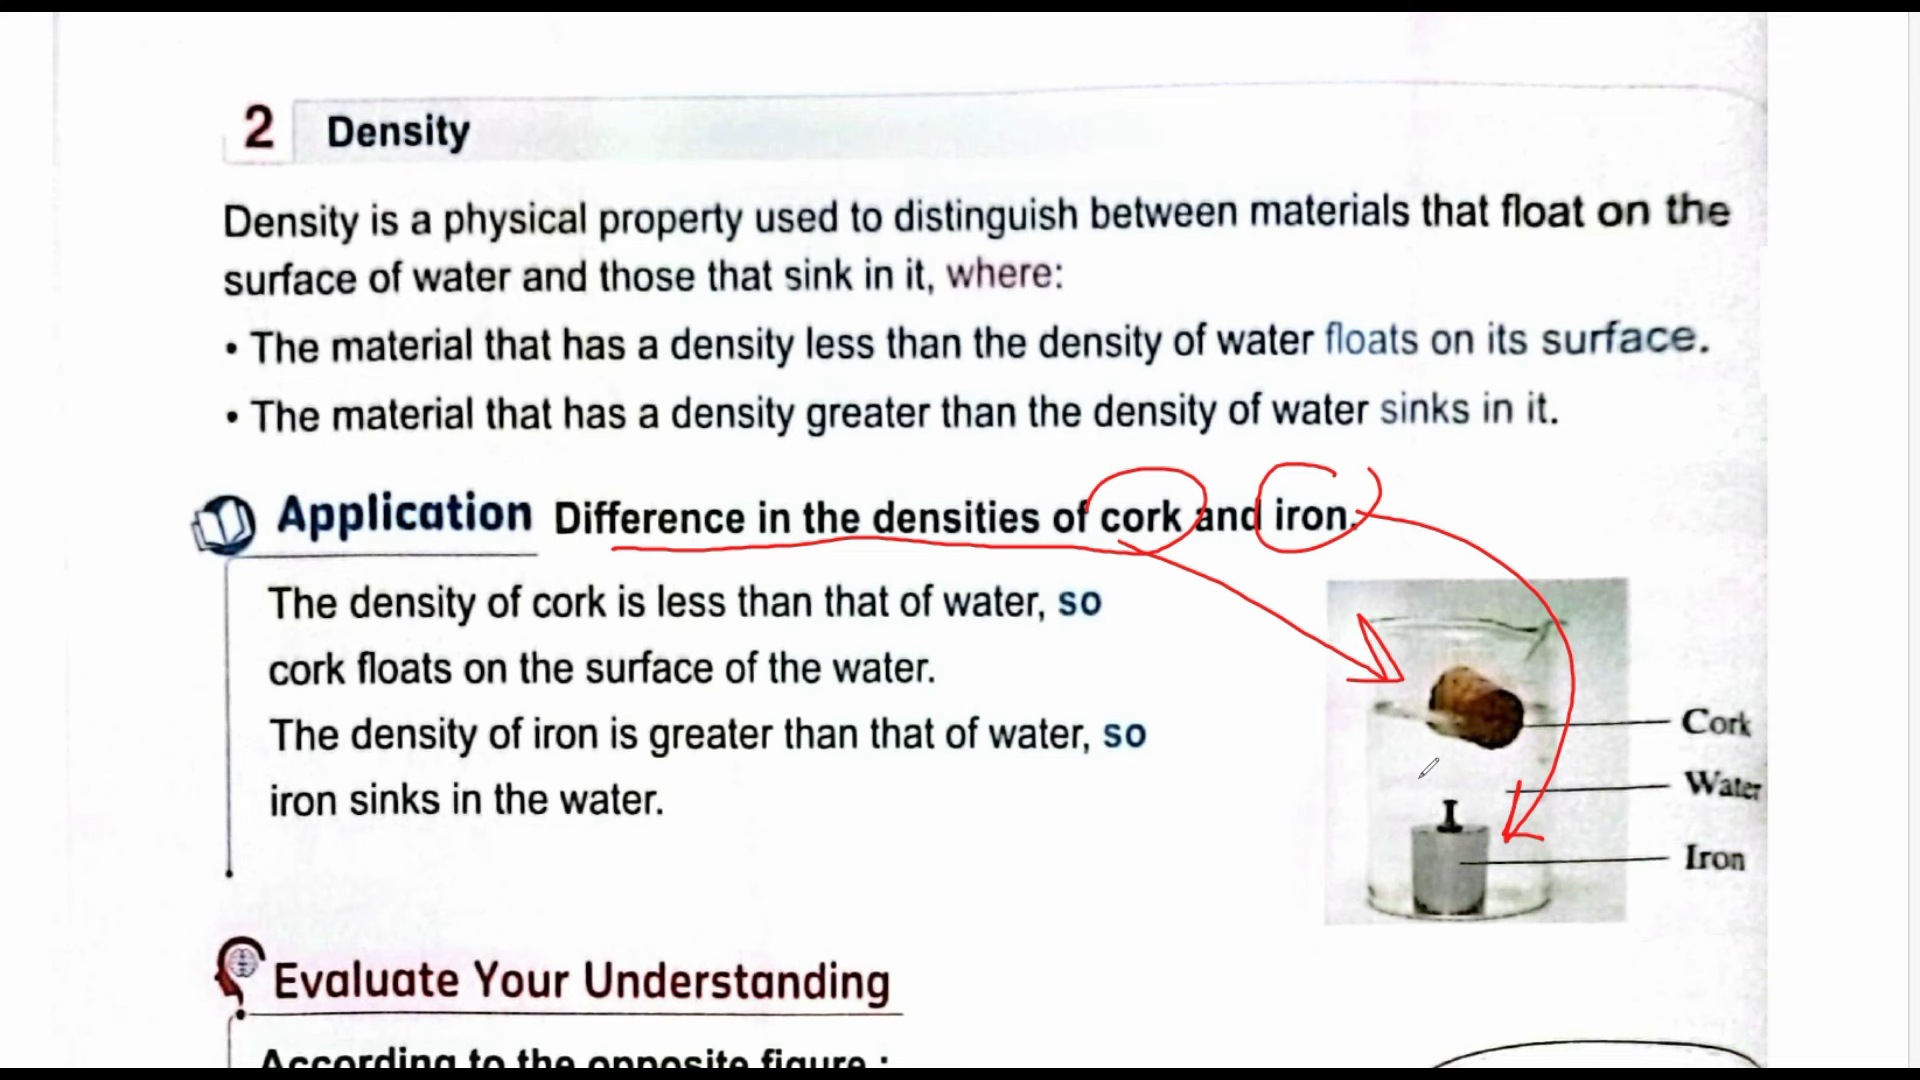 2 Density
Density is a physical property used to distinguish between materials that float on the
surface of water and those that sink in it, where:
• The material that has a density less than the density of water floats on its surface.
• The material that has a density greater than the density of water sinks in it.
Application Difference in the densities of cork and iron.
The density of cork is less than that of water, so
cork floats on the surface of the water.
The density of iron is greater than that of water, so
iron sinks in the water.
Cork
Water
Iron
Evaluate Your Understanding
According to the opposite figure :